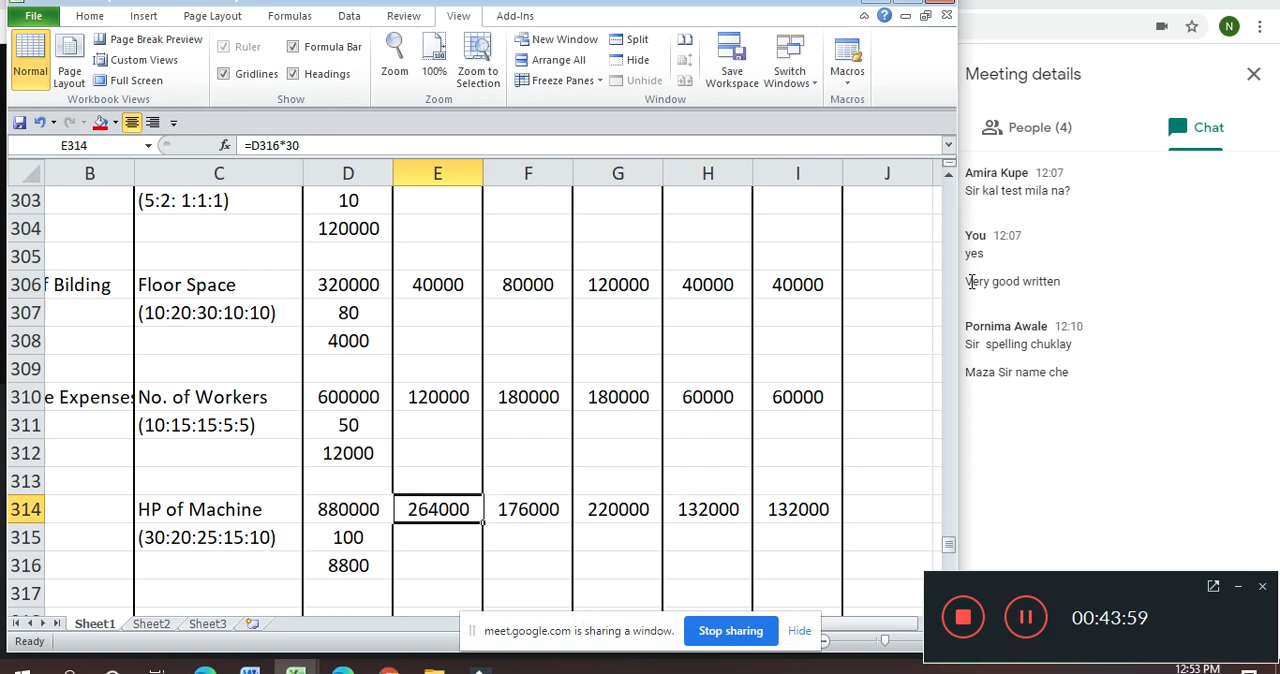 File Home Insert Page Layout Formulas Data Review View Add-Ins
Normal
Page Layout
Page Break Preview
Custom Views
Full Screen
Workbook Views
Ruler
Formula Bar
Gridlines
Headings
Show
Zoom
100%
Zoom to Selection
Zoom
New Window
Arrange All
Freeze Panes
Split
Hide
Unhide
Save Workspace
Switch Windows
Window
Macros
Macros
E314 fx =D316*30
B C D E F G H I J
303 (5:2: 1:1:1) 10
304 120000
305
306 f Bilding Floor Space 320000 40000 80000 120000 40000 40000
307 (10:20:30:10:10) 80
308 4000
309
310 e Expenses No. of Workers 600000 120000 180000 180000 60000 60000
311 (10:15:15:5:5) 50
312 12000
313
314 HP of Machine 880000 264000 176000 220000 132000 132000
315 (30:20:25:15:10) 100
316 8800
317
Sheet1 Sheet2 Sheet3
Ready
meet.google.com is sharing a window. Stop sharing Hide
N
Meeting details
People (4) Chat
Amira Kupe 12:07
Sir kal test mila na?
You 12:07
yes
Very good written
Pornima Awale 12:10
Sir spelling chuklay
Maza Sir name che
00:43:59
12:53 PM